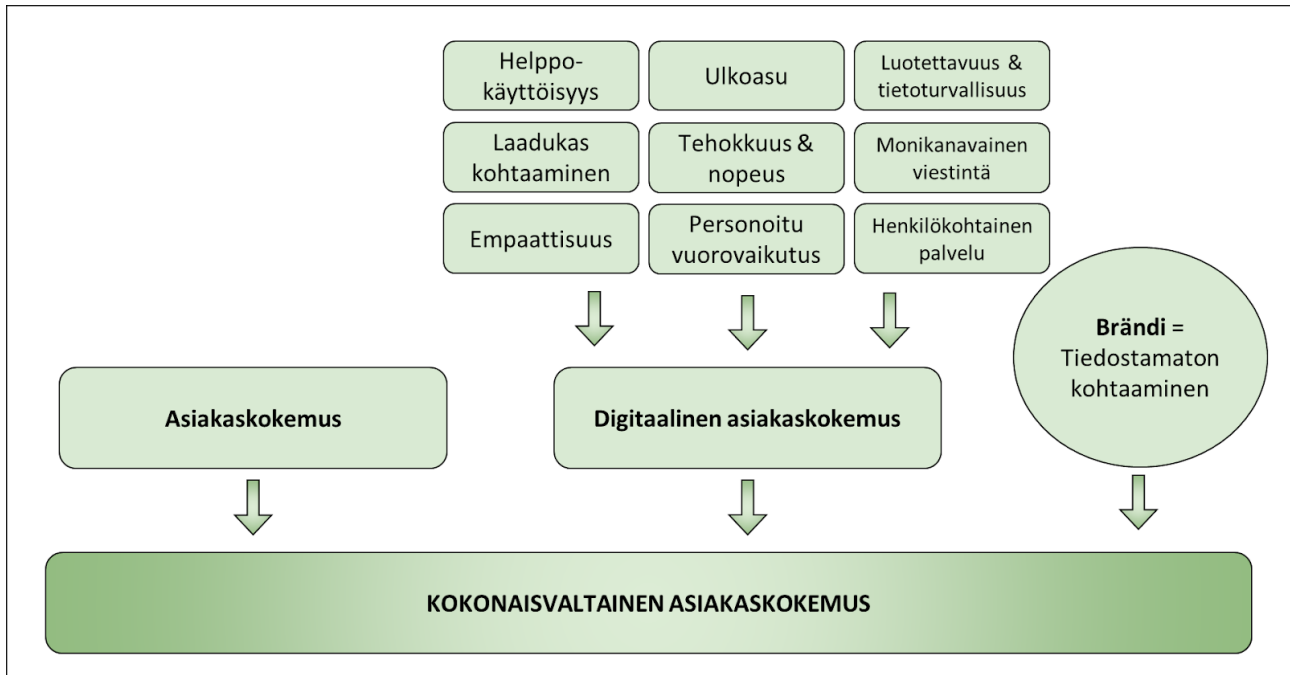 Helppo-
käyttöisyys
Ulkoasu
Luotettavuus &
tietoturvallisuus
Laadukas
kohtaaminen
Tehokkuus &
nopeus
Monikanavainen
viestintä
Empaattisuus
Personoitu
vuorovaikutus
Henkilökohtainen
palvelu
Brändi =
Tiedostamaton
kohtaaminen
Asiakaskokemus
Digitaalinen asiakaskokemus
KOKONAISVALTAINEN ASIAKASKOKEMUS